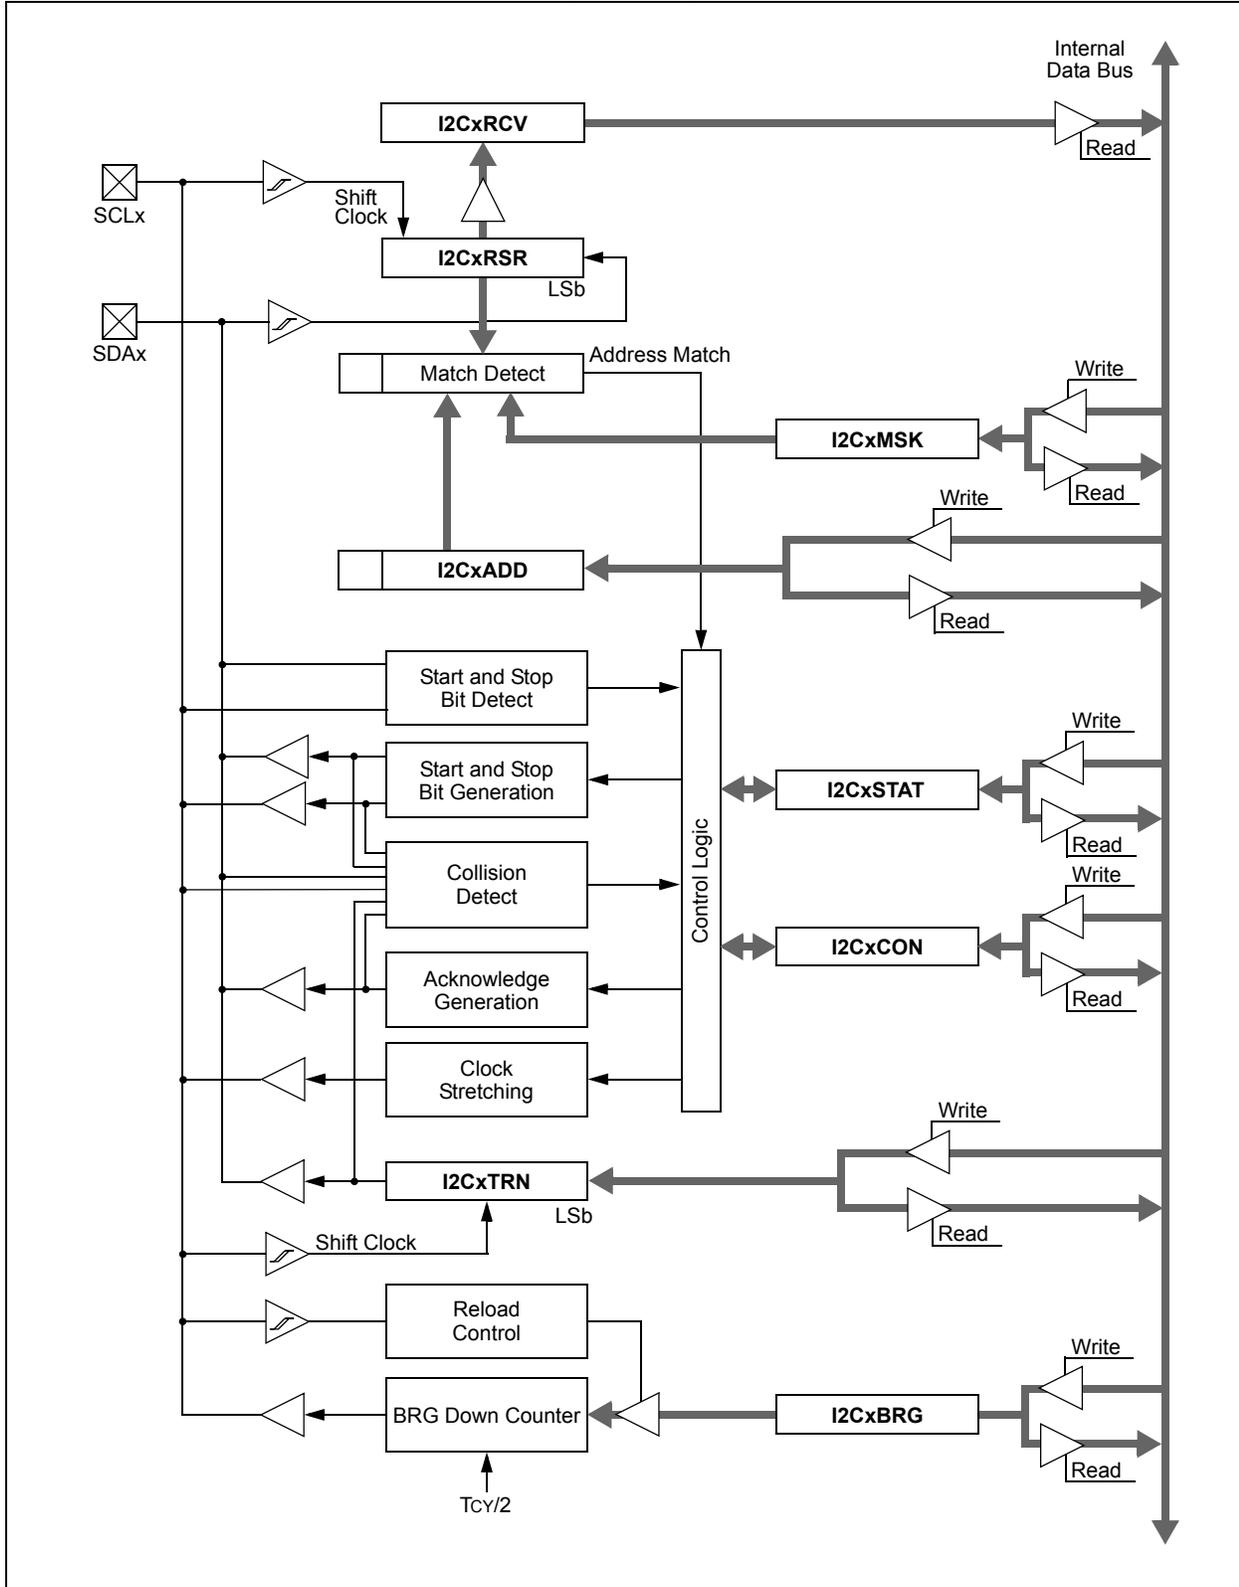 Internal
Data Bus
I2CxRCV
Read
SCLx
Shift
Clock
I2CxRSR
LSb
SDAx
Address Match
Match Detect
Write
I2CxMSK
Read
Write
I2CxADD
Read
Start and Stop
Bit Detect
Write
Start and Stop
Bit Generation
I2CxSTAT
Read
Control Logic
Collision
Detect
Write
I2CxCON
Acknowledge
Generation
Read
Clock
Stretching
Write
I2CxTRN
LSb
Read
Shift Clock
Reload
Control
Write
BRG Down Counter
I2CxBRG
Read
TCY/2